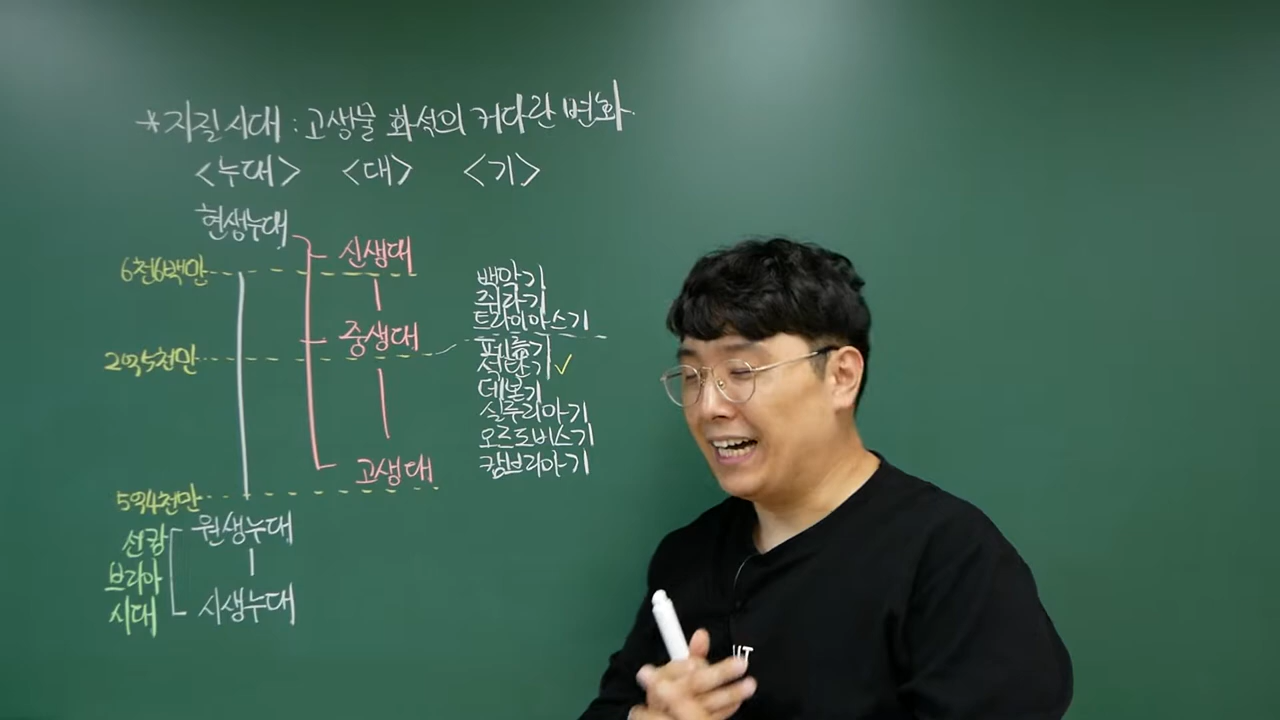 *지질시대 : 고생물 화석의 커다란 변화.
<누대> <대> <기>
현생누대
신생대
6천6백만
백악기
쥐라기
트라이아스기
중생대
페름기
2억5천만
석탄기 ✓
데본기
실루리아기
오르도비스기
캄브리아기
고생대
5억4천만
원생누대
선캄
브리아
시대
시생누대